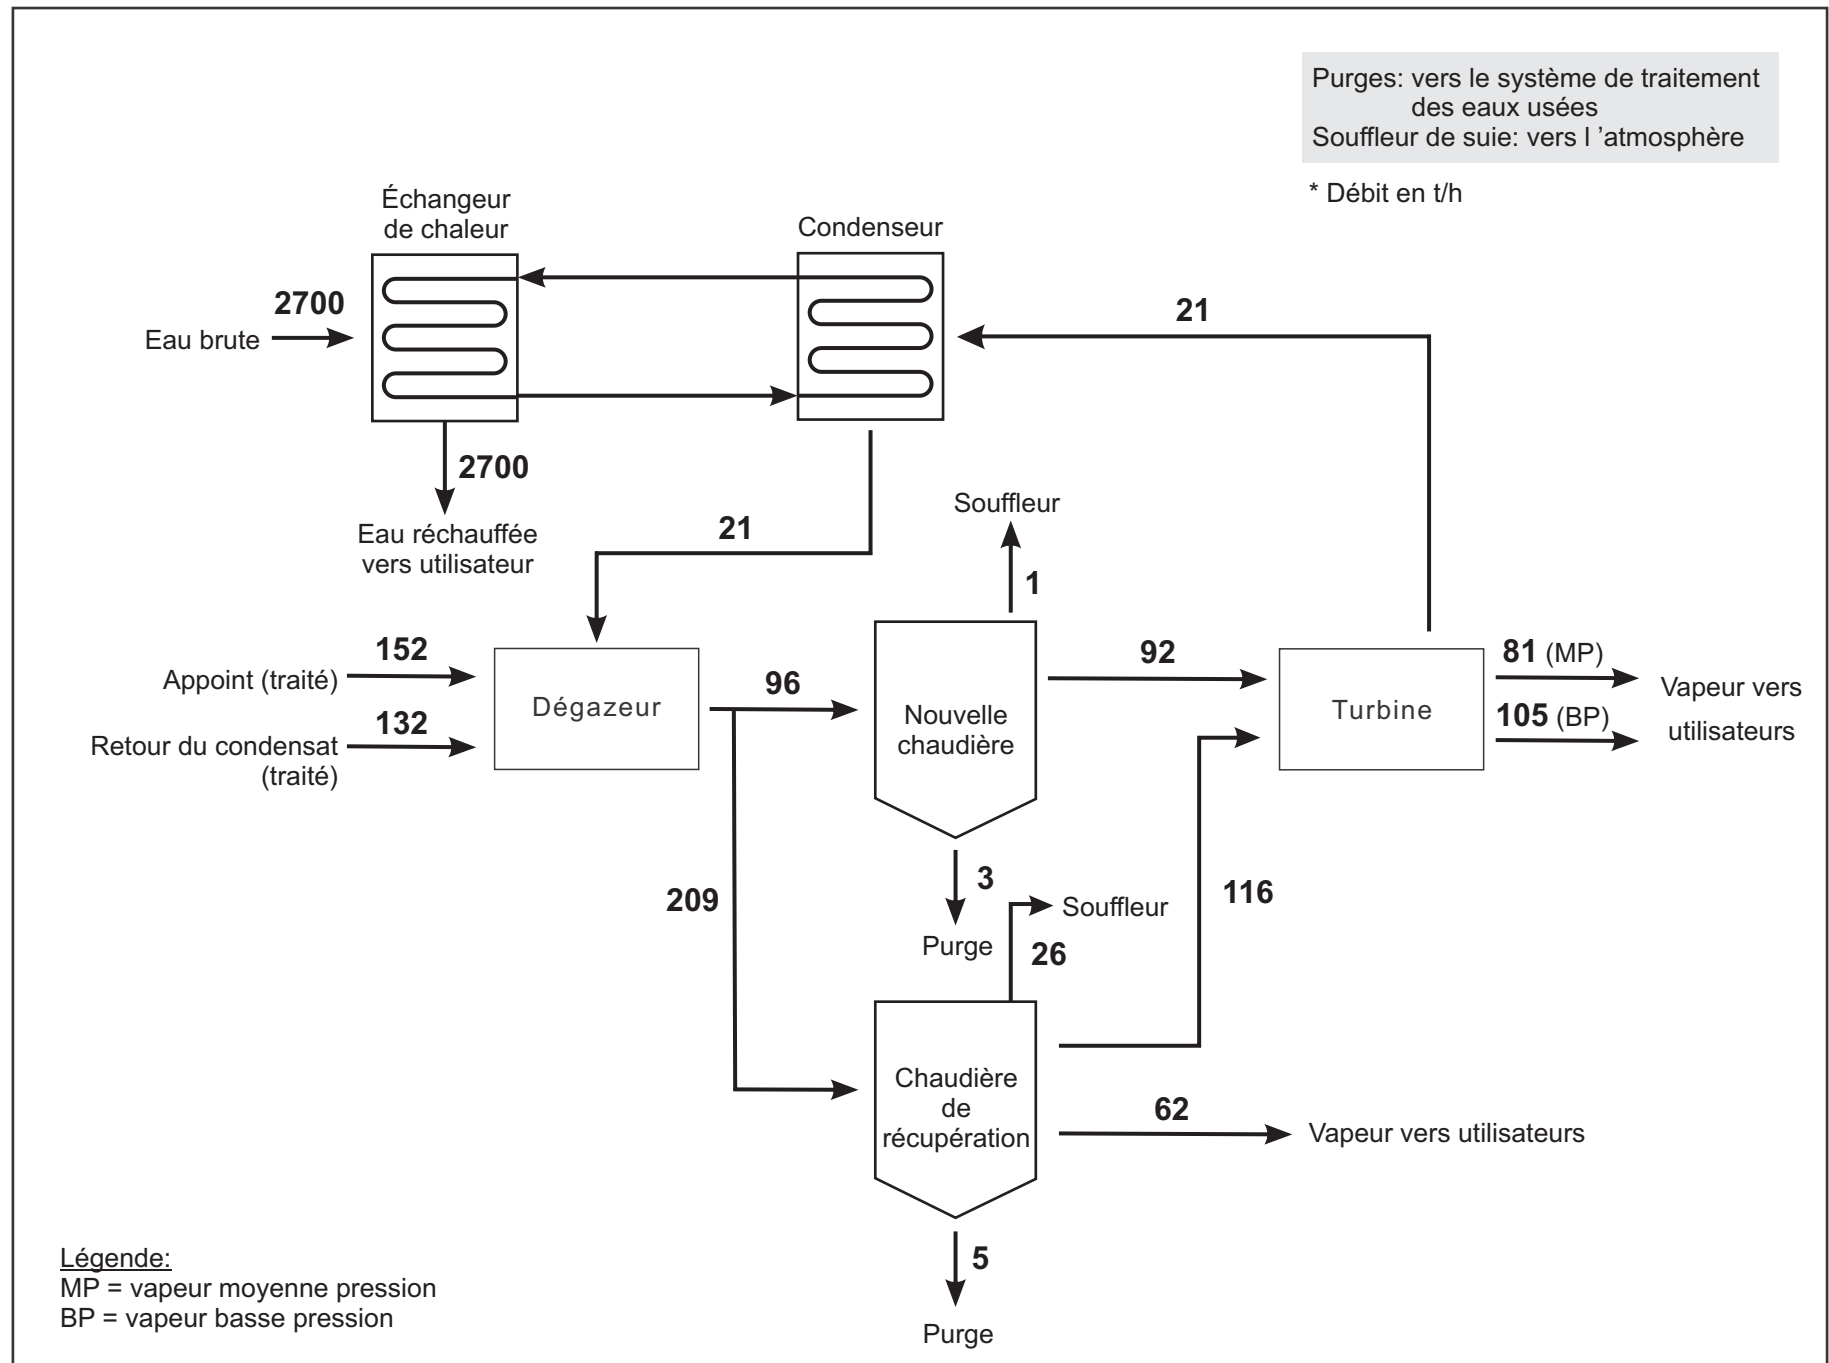 Purges: vers le système de traitement
des eaux usées
Souffleur de suie: vers l ’atmosphère
* Débit en t/h
Échangeur
de chaleur
Condenseur
2700
Eau brute
21
2700
Eau réchauffée
vers utilisateur
21
Souffleur
1
152
Appoint (traité)
132
Retour du condensat
(traité)
Dégazeur
96
Nouvelle
chaudière
92
Turbine
81 (MP)
105 (BP)
Vapeur vers
utilisateurs
3
Purge
209
Souffleur
26
116
Chaudière
de
récupération
62
Vapeur vers utilisateurs
5
Purge
Légende:
MP = vapeur moyenne pression
BP = vapeur basse pression